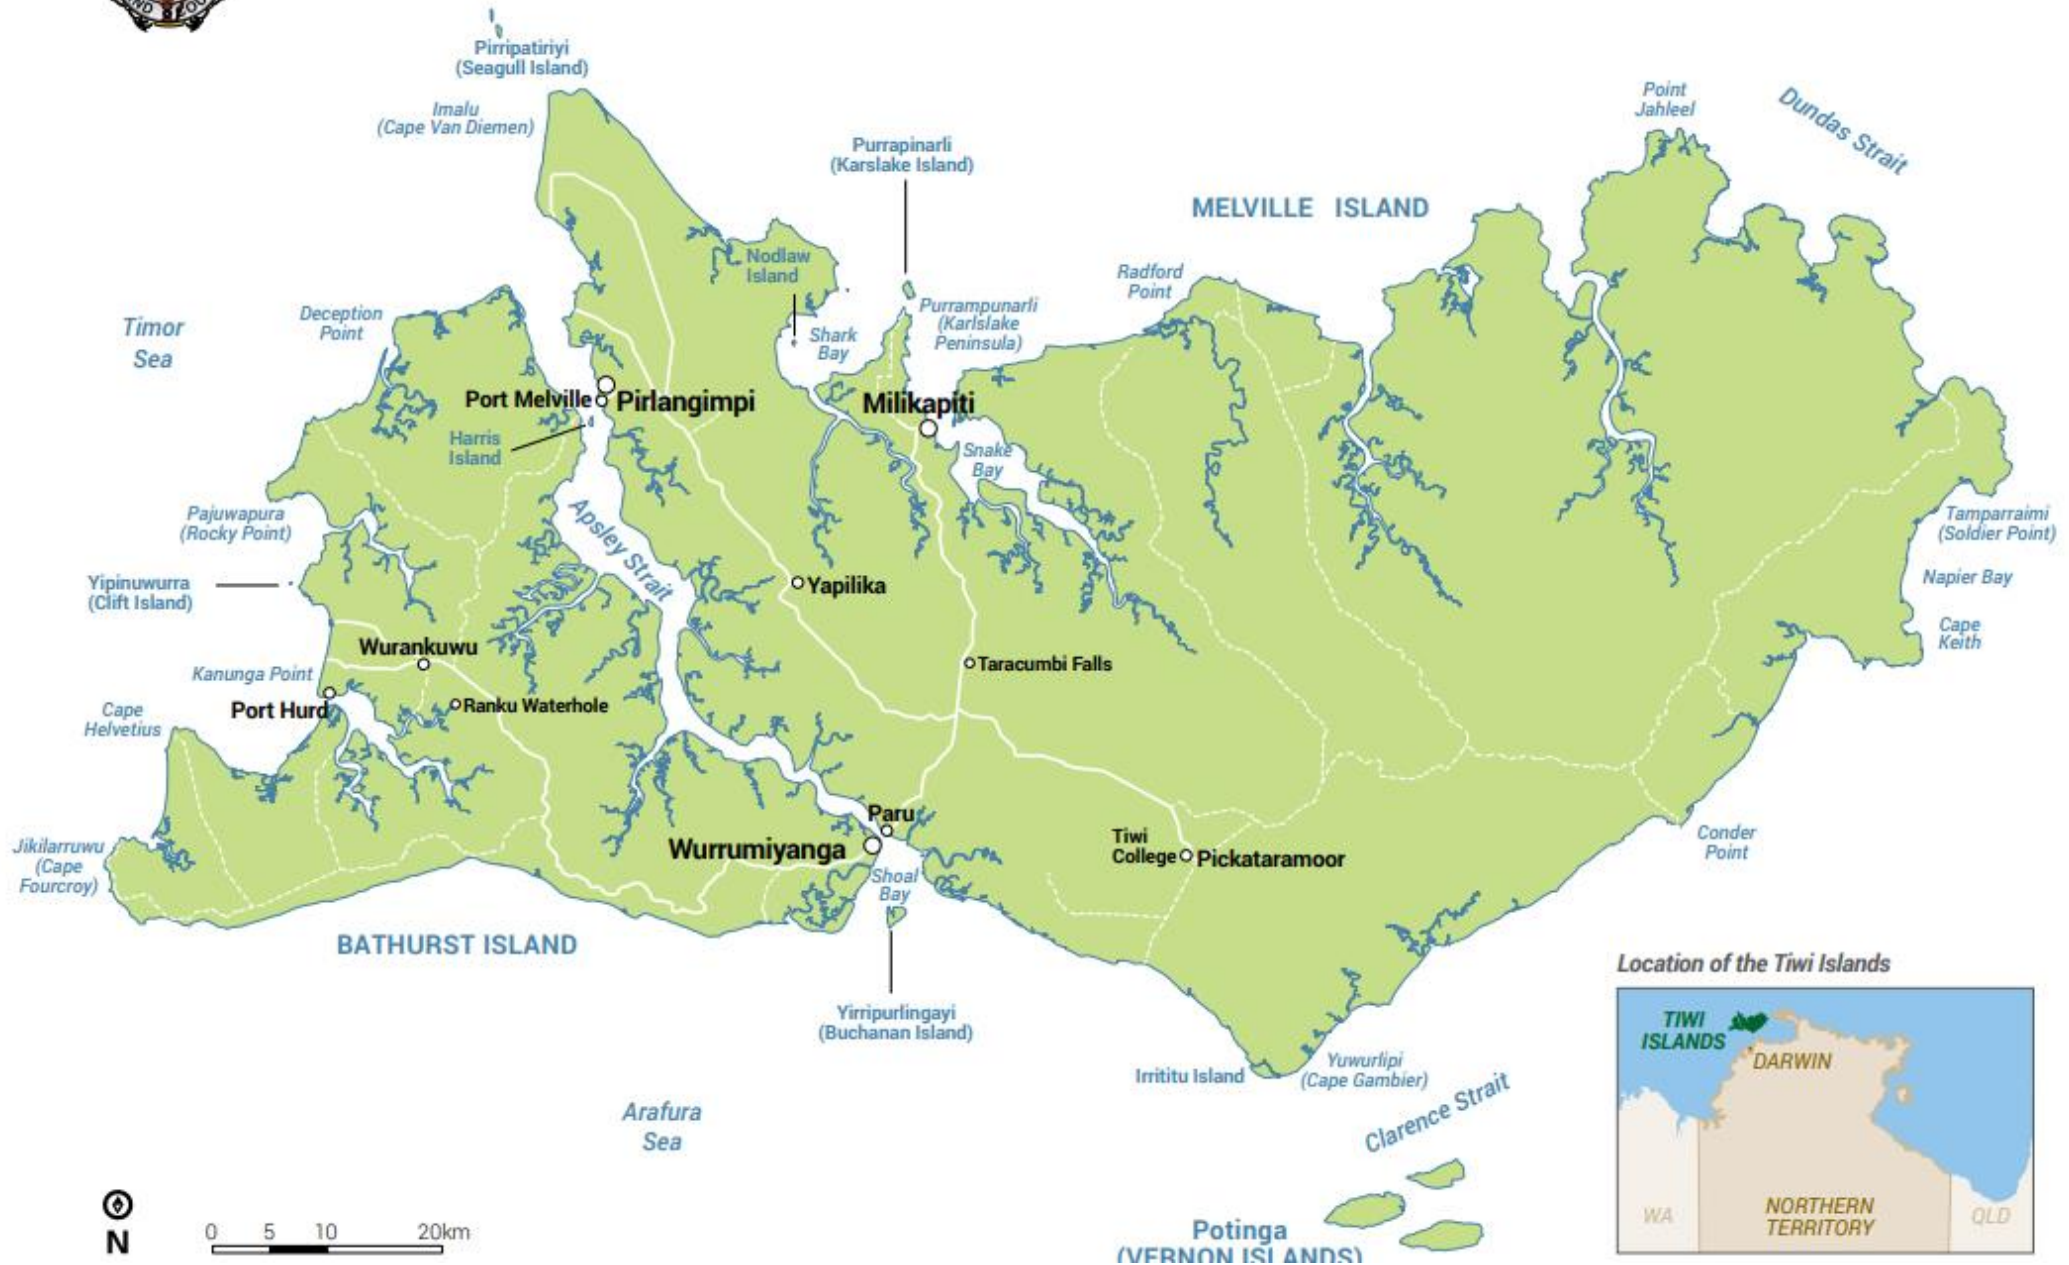 ND COU
Pirripatiriyi
(Seagull Island)
Imalu
(Cape Van Diemen)
Point
Jahleel
Dundas Strait
Purrapinarli
(Karslake Island)
MELVILLE ISLAND
Nodlaw
Island
Radford
Point
Deception
Point
Timor
Sea
Shark
Bay
Purrampunarli
(Karlslake
Peninsula)
Port Melville
Pirlangimpi
Milikapiti
Harris
Island
Snake
Bay
Pajuwapura
(Rocky Point)
Apsley Strait
Tamparraimi
(Soldier Point)
Yipinuwurra
(Clift Island)
Yapilika
Napier Bay
Cape
Keith
Wurankuwu
Taracumbi Falls
Kanunga Point
Port Hurd
Ranku Waterhole
Cape
Helvetius
Paru
Wurrumiyanga
Tiwi
College
Pickataramoor
Conder
Point
Jikilarruwu
(Cape
Fourcroy)
Shoal
Bay
BATHURST ISLAND
Yirripurlingayi
(Buchanan Island)
Irrititu Island
Yuwurlipi
(Cape Gambier)
Clarence Strait
Arafura
Sea
Potinga
(VERNON ISLANDS)
N
0 5 10 20km
Location of the Tiwi Islands
TIWI
ISLANDS
DARWIN
WA
NORTHERN
TERRITORY
QLD